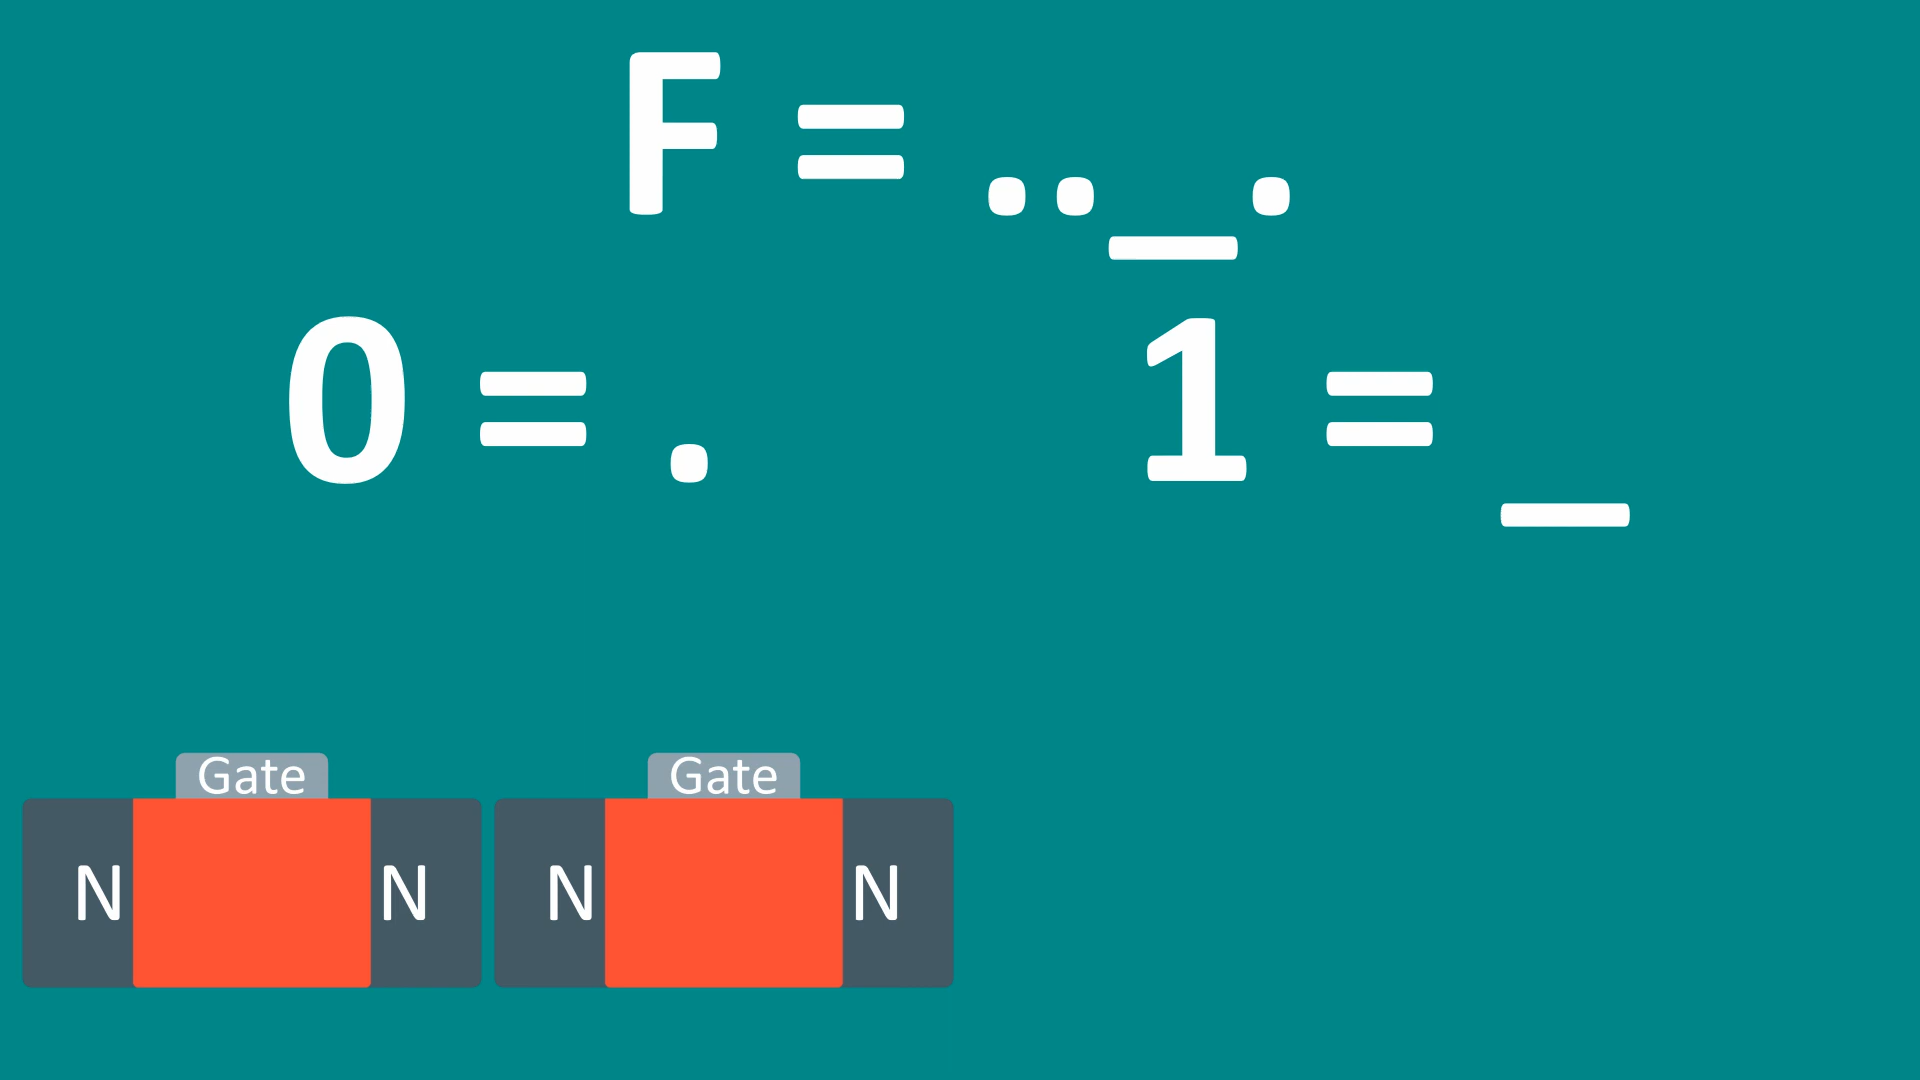 F = .._.
0 = . 1 = _
Gate Gate
N N N N